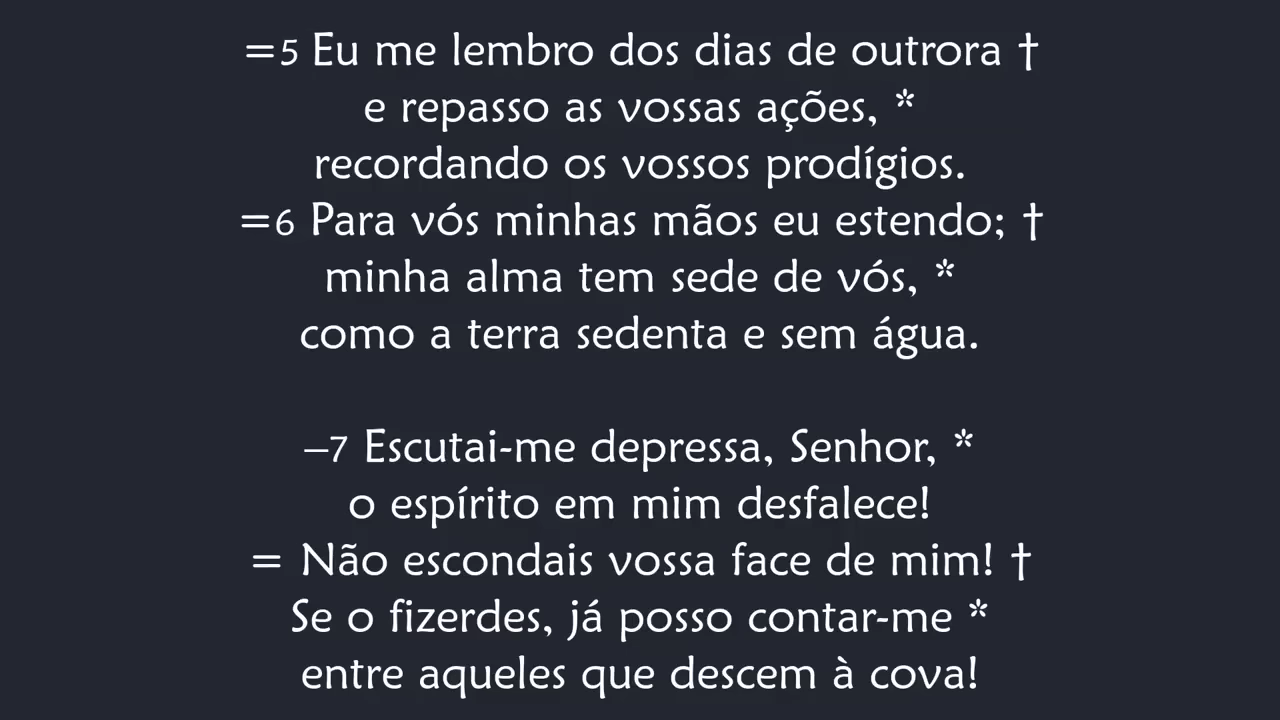 =5 Eu me lembro dos dias de outrora †
e repasso as vossas ações, *
recordando os vossos prodígios.
=6 Para vós minhas mãos eu estendo; †
minha alma tem sede de vós, *
como a terra sedenta e sem água.
–7 Escutai-me depressa, Senhor, *
o espírito em mim desfalece!
= Não escondais vossa face de mim! †
Se o fizerdes, já posso contar-me *
entre aqueles que descem à cova!